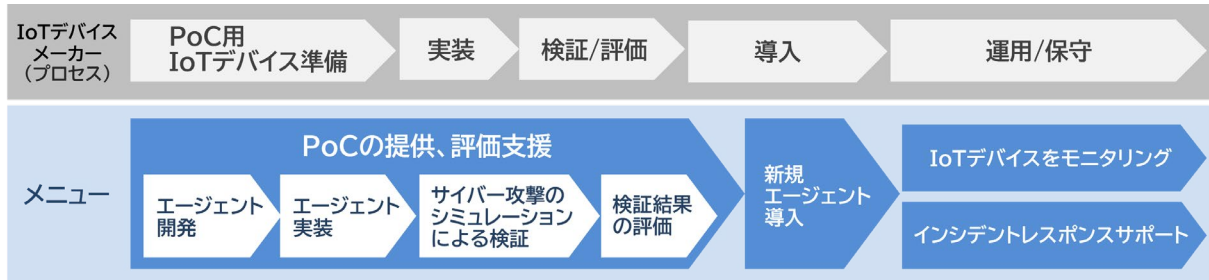 IoTデバイス
メーカー
(プロセス)
PoC用
IoTデバイス準備
実装
検証/評価
導入
運用/保守
メニュー
PoCの提供、評価支援
エージェント
開発
エージェント
実装
サイバー攻撃の
シミュレーション
による検証
検証結果
の評価
新規
エージェント
導入
IoTデバイスをモニタリング
インシデントレスポンスサポート